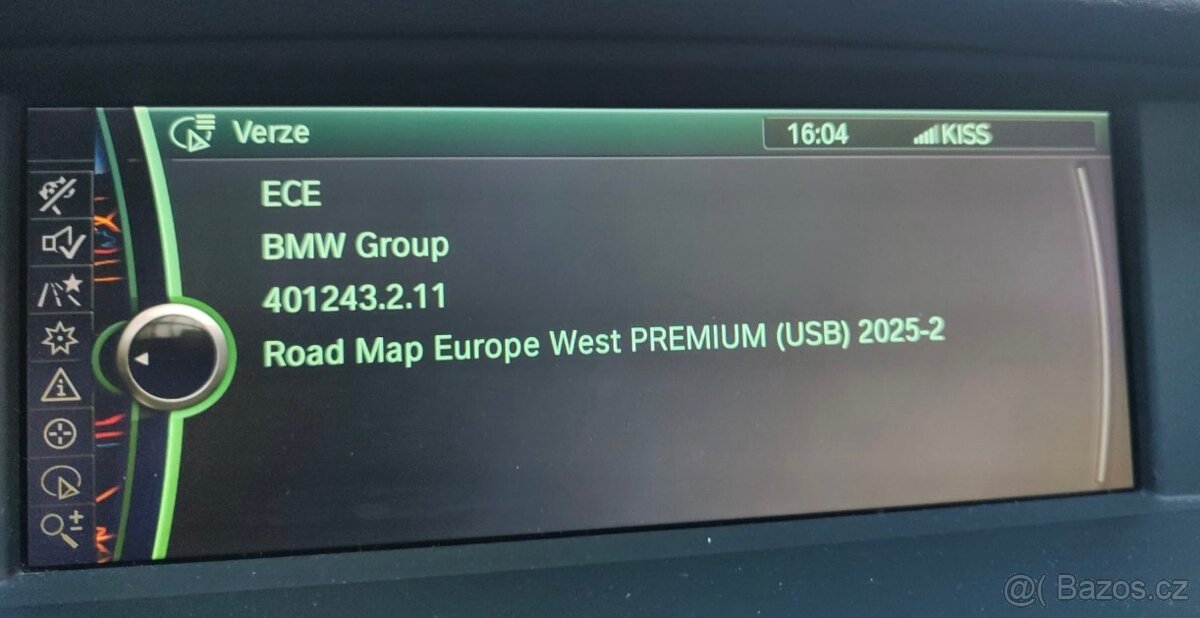 Verze
16:04 KISS
ECE
BMW Group
401243.2.11
Road Map Europe West PREMIUM (USB) 2025-2
@( Bazos.cz